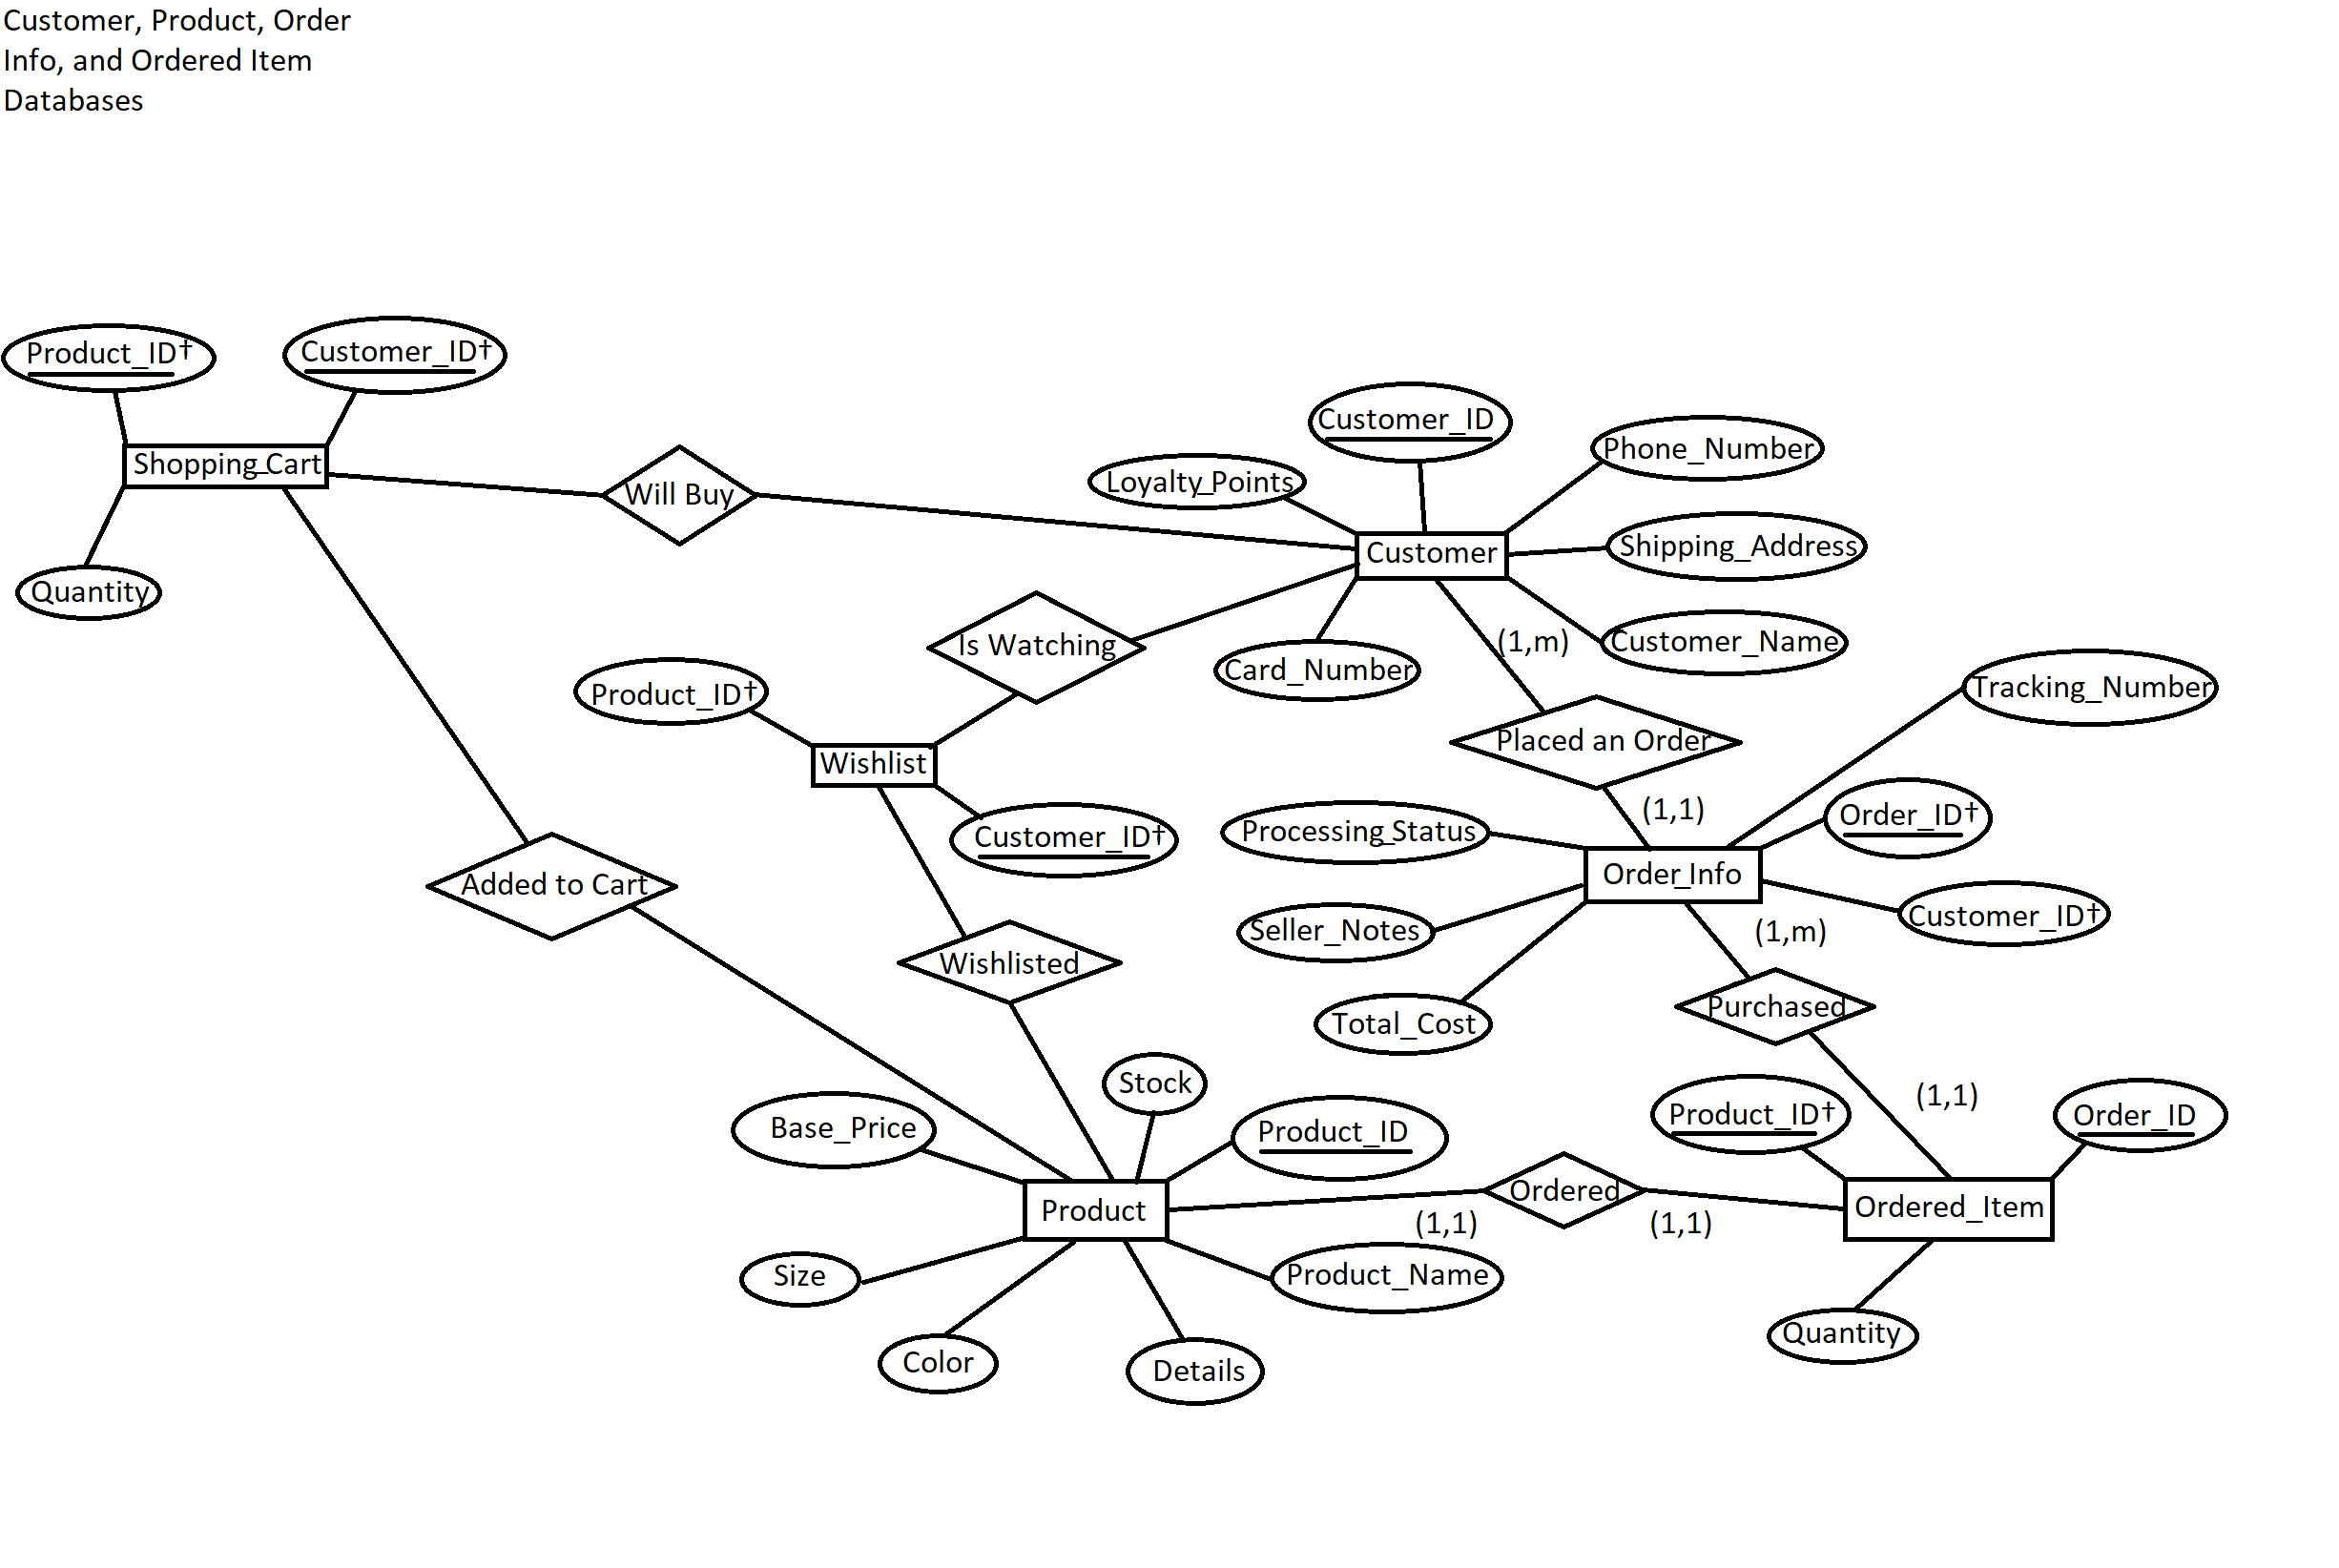 Customer, Product, Order
Info, and Ordered Item
Databases
Product_ID†
Customer_ID†
Shopping_Cart
Quantity
Will Buy
Customer_ID
Loyalty_Points
Phone_Number
Customer
Shipping_Address
Customer_Name
Card_Number
(1,m)
Is Watching
Product_ID†
Wishlist
Customer_ID†
Placed an Order
Tracking_Number
(1,1)
Processing_Status
Order_ID†
Order_Info
Customer_ID†
Seller_Notes
(1,m)
Total_Cost
Purchased
Added to Cart
Wishlisted
Stock
Base_Price
Product_ID
Product
Size
Color
Details
Product_Name
(1,1)
Ordered
(1,1)
(1,1)
Product_ID†
Order_ID
Ordered_Item
Quantity